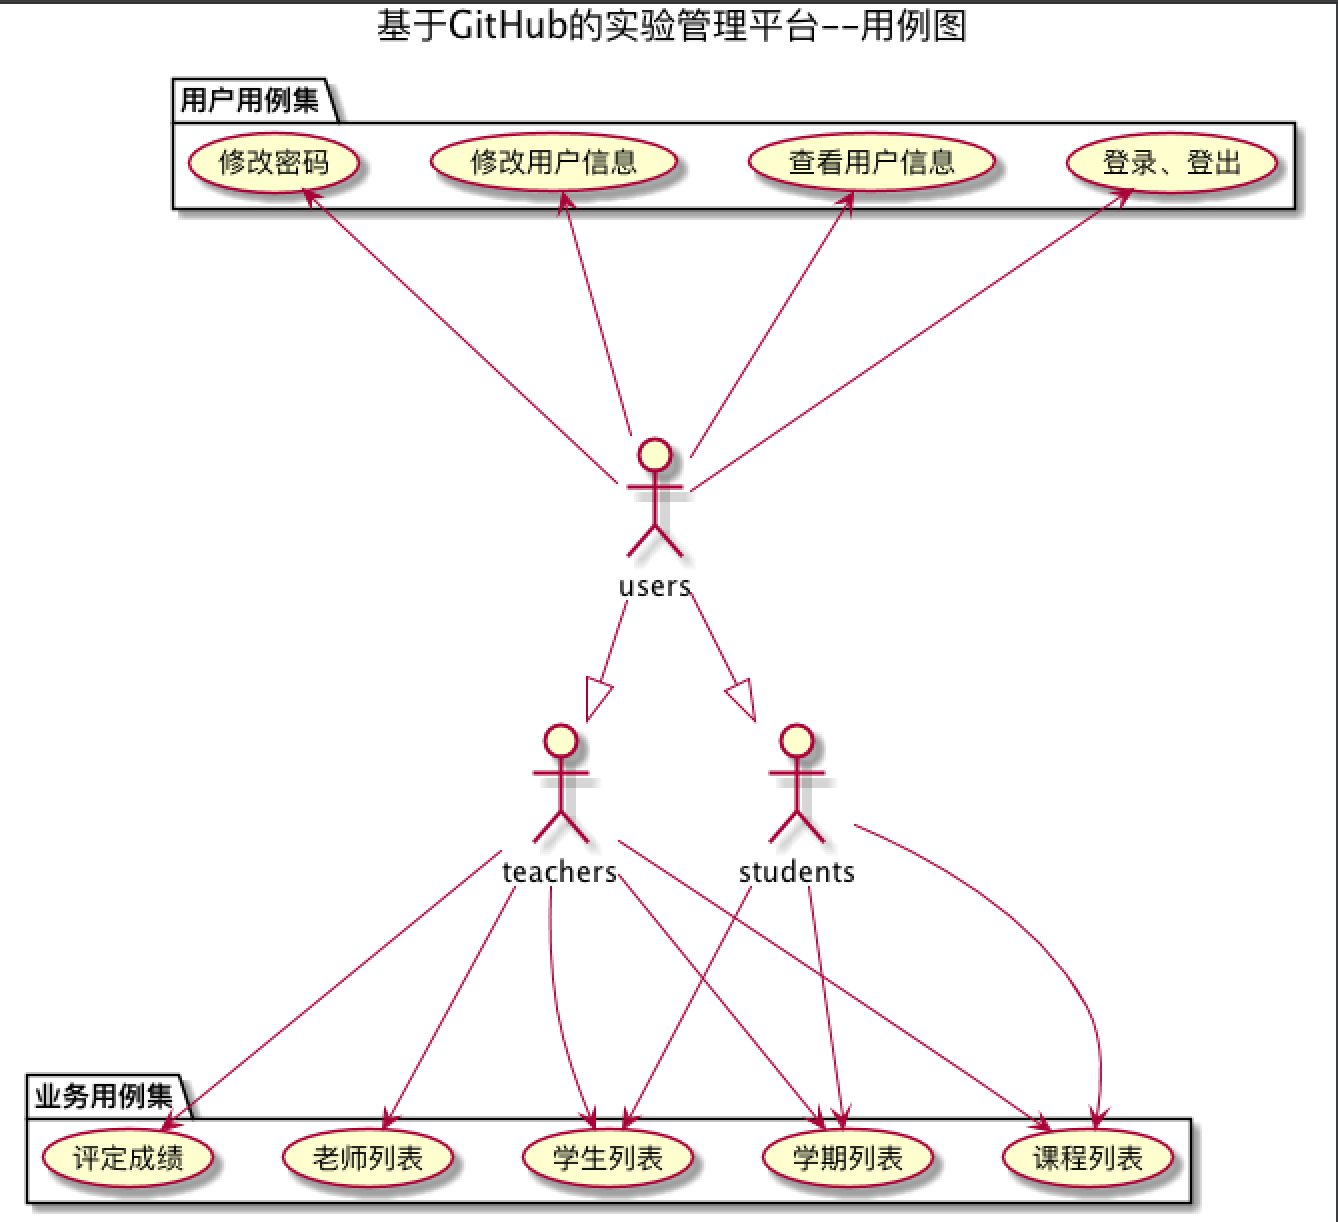 基于GitHub的实验管理平台--用例图
用户用例集
修改密码
修改用户信息
查看用户信息
登录、登出
users
teachers
students
业务用例集
评定成绩
老师列表
学生列表
学期列表
课程列表